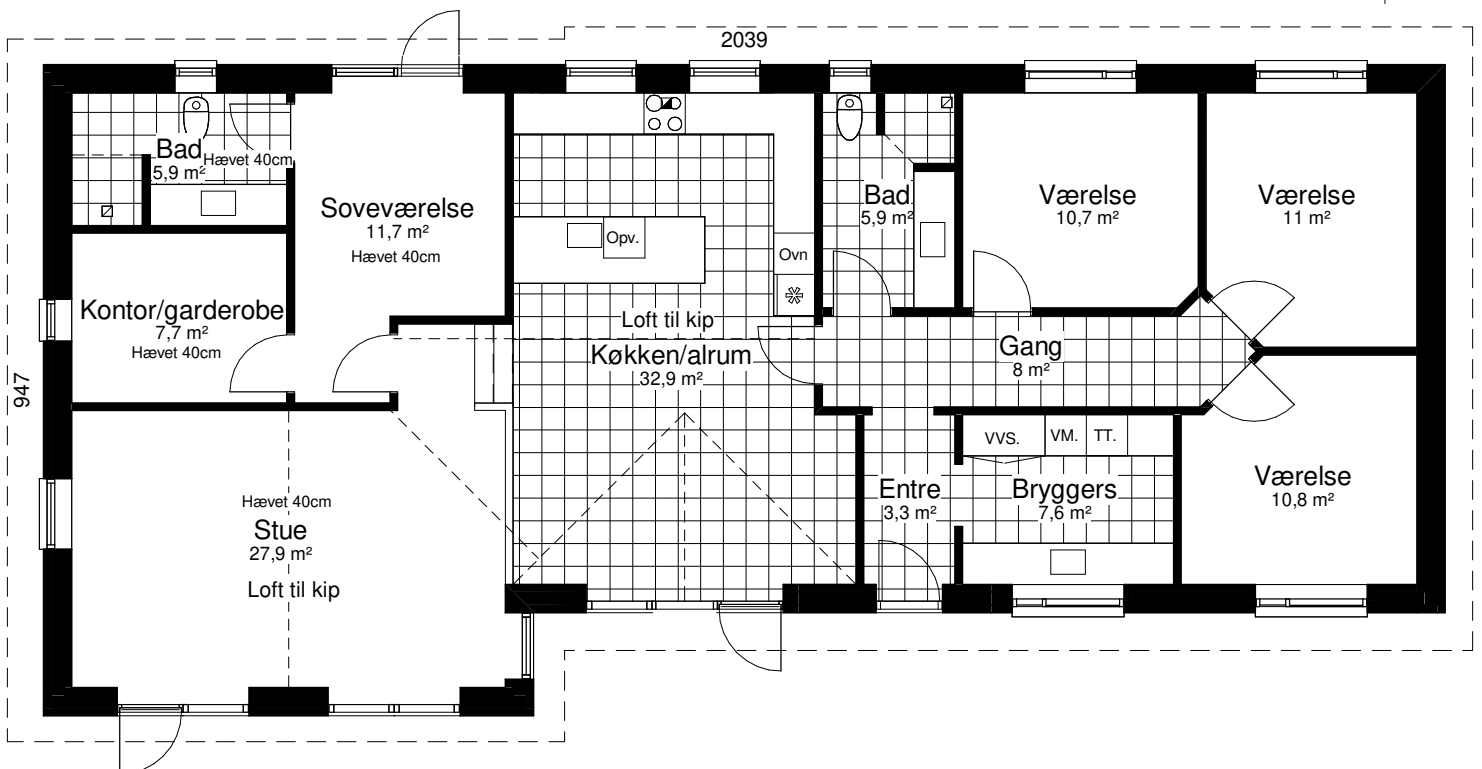 2039
947
Bad
5,9 m²
Hævet 40cm
Soveværelse
11,7 m²
Hævet 40cm
Kontor/garderobe
7,7 m²
Hævet 40cm
Hævet 40cm
Stue
27,9 m²
Loft til kip
Opv.
Ovn
Loft til kip
Køkken/alrum
32,9 m²
Bad
5,9 m²
Værelse
10,7 m²
Værelse
11 m²
Gang
8 m²
Entre
3,3 m²
VVS.
VM.
TT.
Bryggers
7,6 m²
Værelse
10,8 m²